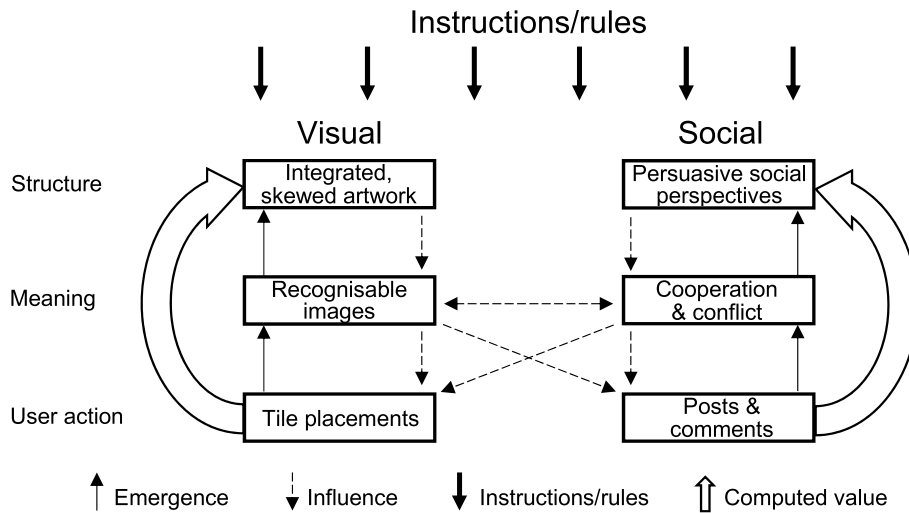 Instructions/rules
Visual
Social
Structure
Integrated,
skewed artwork
Persuasive social
perspectives
Meaning
Recognisable
images
Cooperation
& conflict
User action
Tile placements
Posts &
comments
Emergence
Influence
Instructions/rules
Computed value